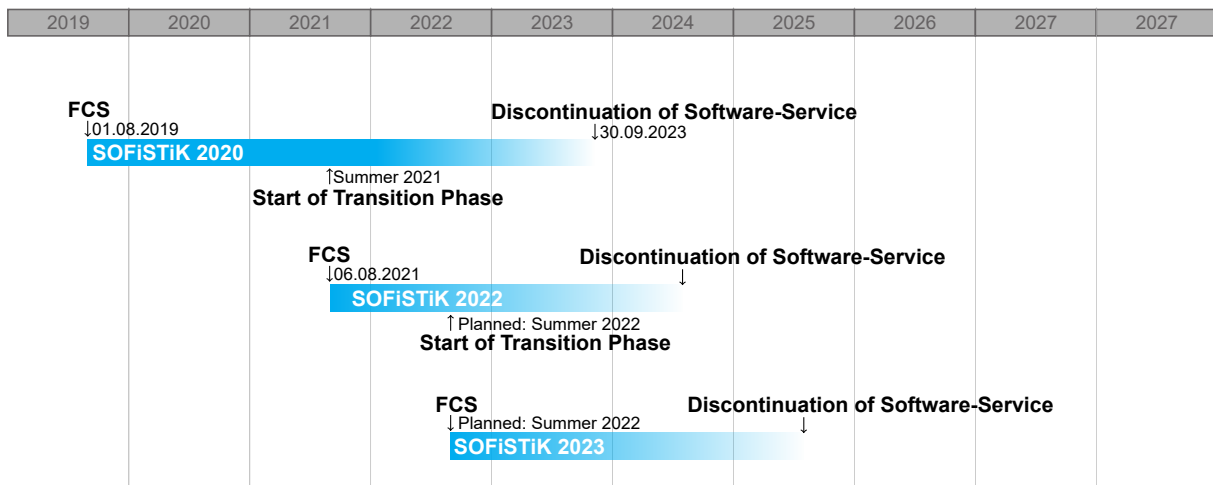 2019 2020 2021 2022 2023 2024 2025 2026 2027 2027
FCS
Discontinuation of Software-Service
↓01.08.2019
↓30.09.2023
SOFiSTiK 2020
↑Summer 2021
Start of Transition Phase
FCS
Discontinuation of Software-Service
↓06.08.2021
↓
SOFiSTiK 2022
↑ Planned: Summer 2022
Start of Transition Phase
FCS
Discontinuation of Software-Service
↓ Planned: Summer 2022
↓
SOFiSTiK 2023